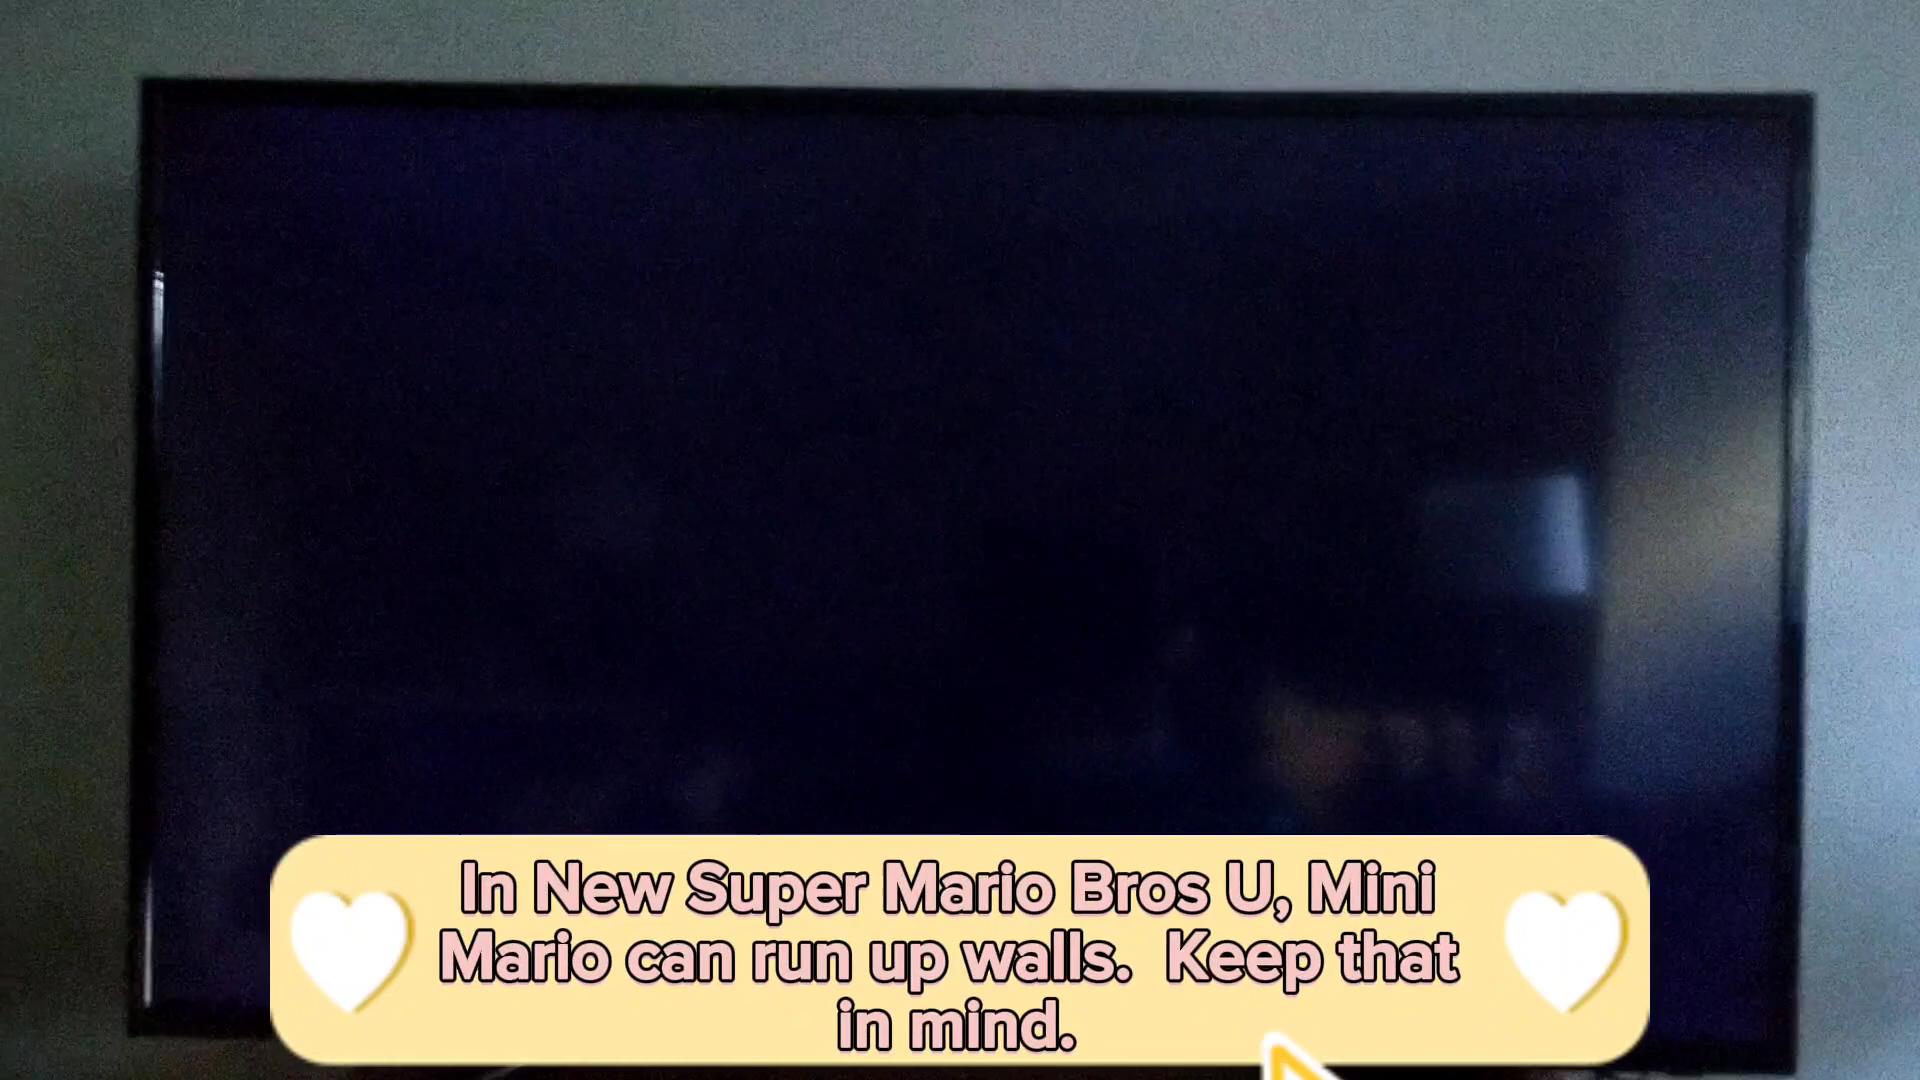 In New Super Mario Bros U, Mini
Mario can run up walls.  Keep that
in mind.